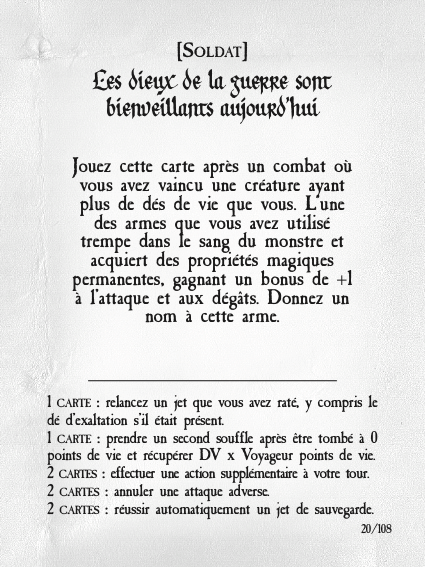 [Soldat]
Les dieux de la guerre sont
bienveillants aujourd'hui
Jouez cette carte après un combat où
vous avez vaincu une créature ayant
plus de dés de vie que vous. L'une
des armes que vous avez utilisé
trempe dans le sang du monstre et
acquiert des propriétés magiques
permanentes, gagnant un bonus de +1
à l'attaque et aux dégâts. Donnez un
nom à cette arme.
1 CARTE : relancez un jet que vous avez raté, y compris le
dé d'exaltation s'il était présent.
1 CARTE : prendre un second souffle après être tombé à 0
points de vie et récupérer DV x Voyageur points de vie.
2 CARTES : effectuer une action supplémentaire à votre tour.
2 CARTES : annuler une attaque adverse.
2 CARTES : réussir automatiquement un jet de sauvegarde.
20/108